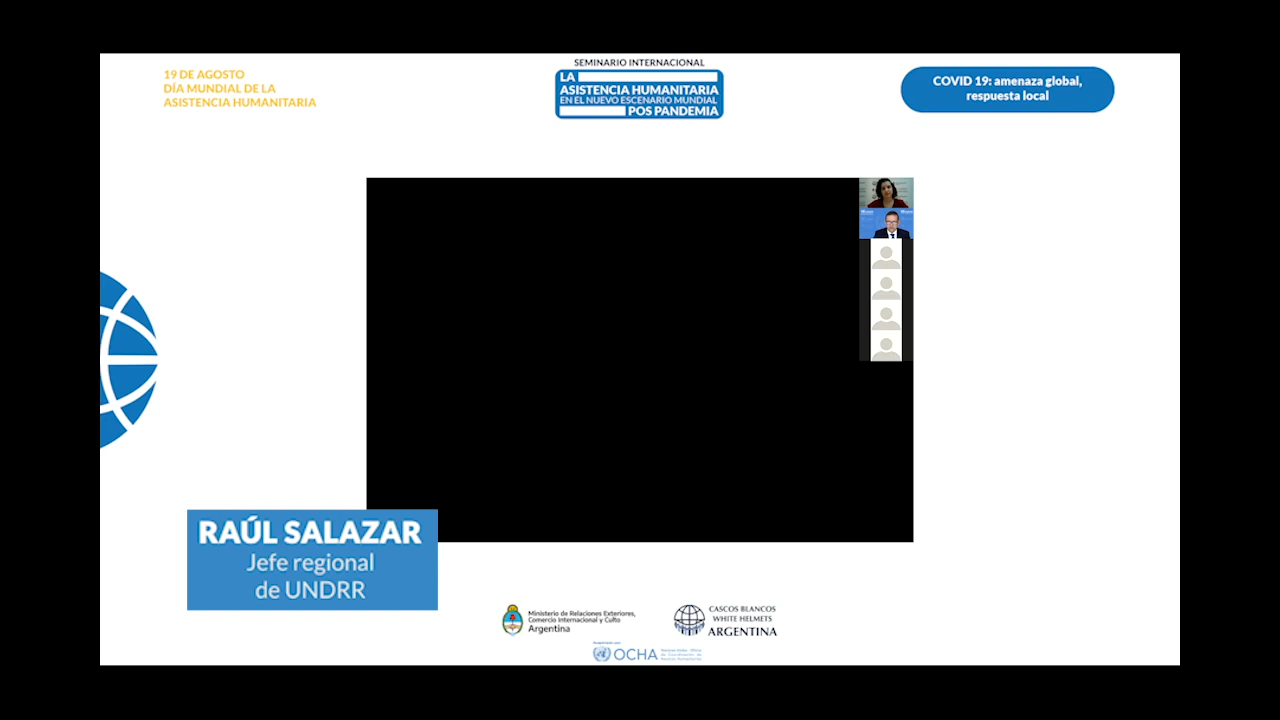 19 DE AGOSTO
DÍA MUNDIAL DE LA
ASISTENCIA HUMANITARIA
SEMINARIO INTERNACIONAL
LA
ASISTENCIA HUMANITARIA
EN EL NUEVO ESCENARIO MUNDIAL
POS PANDEMIA
COVID 19: amenaza global,
respuesta local
RAÚL SALAZAR
Jefe regional
de UNDRR
Ministerio de Relaciones Exteriores,
Comercio Internacional y Culto
Argentina
CASCOS BLANCOS
WHITE HELMETS
ARGENTINA
OCHA